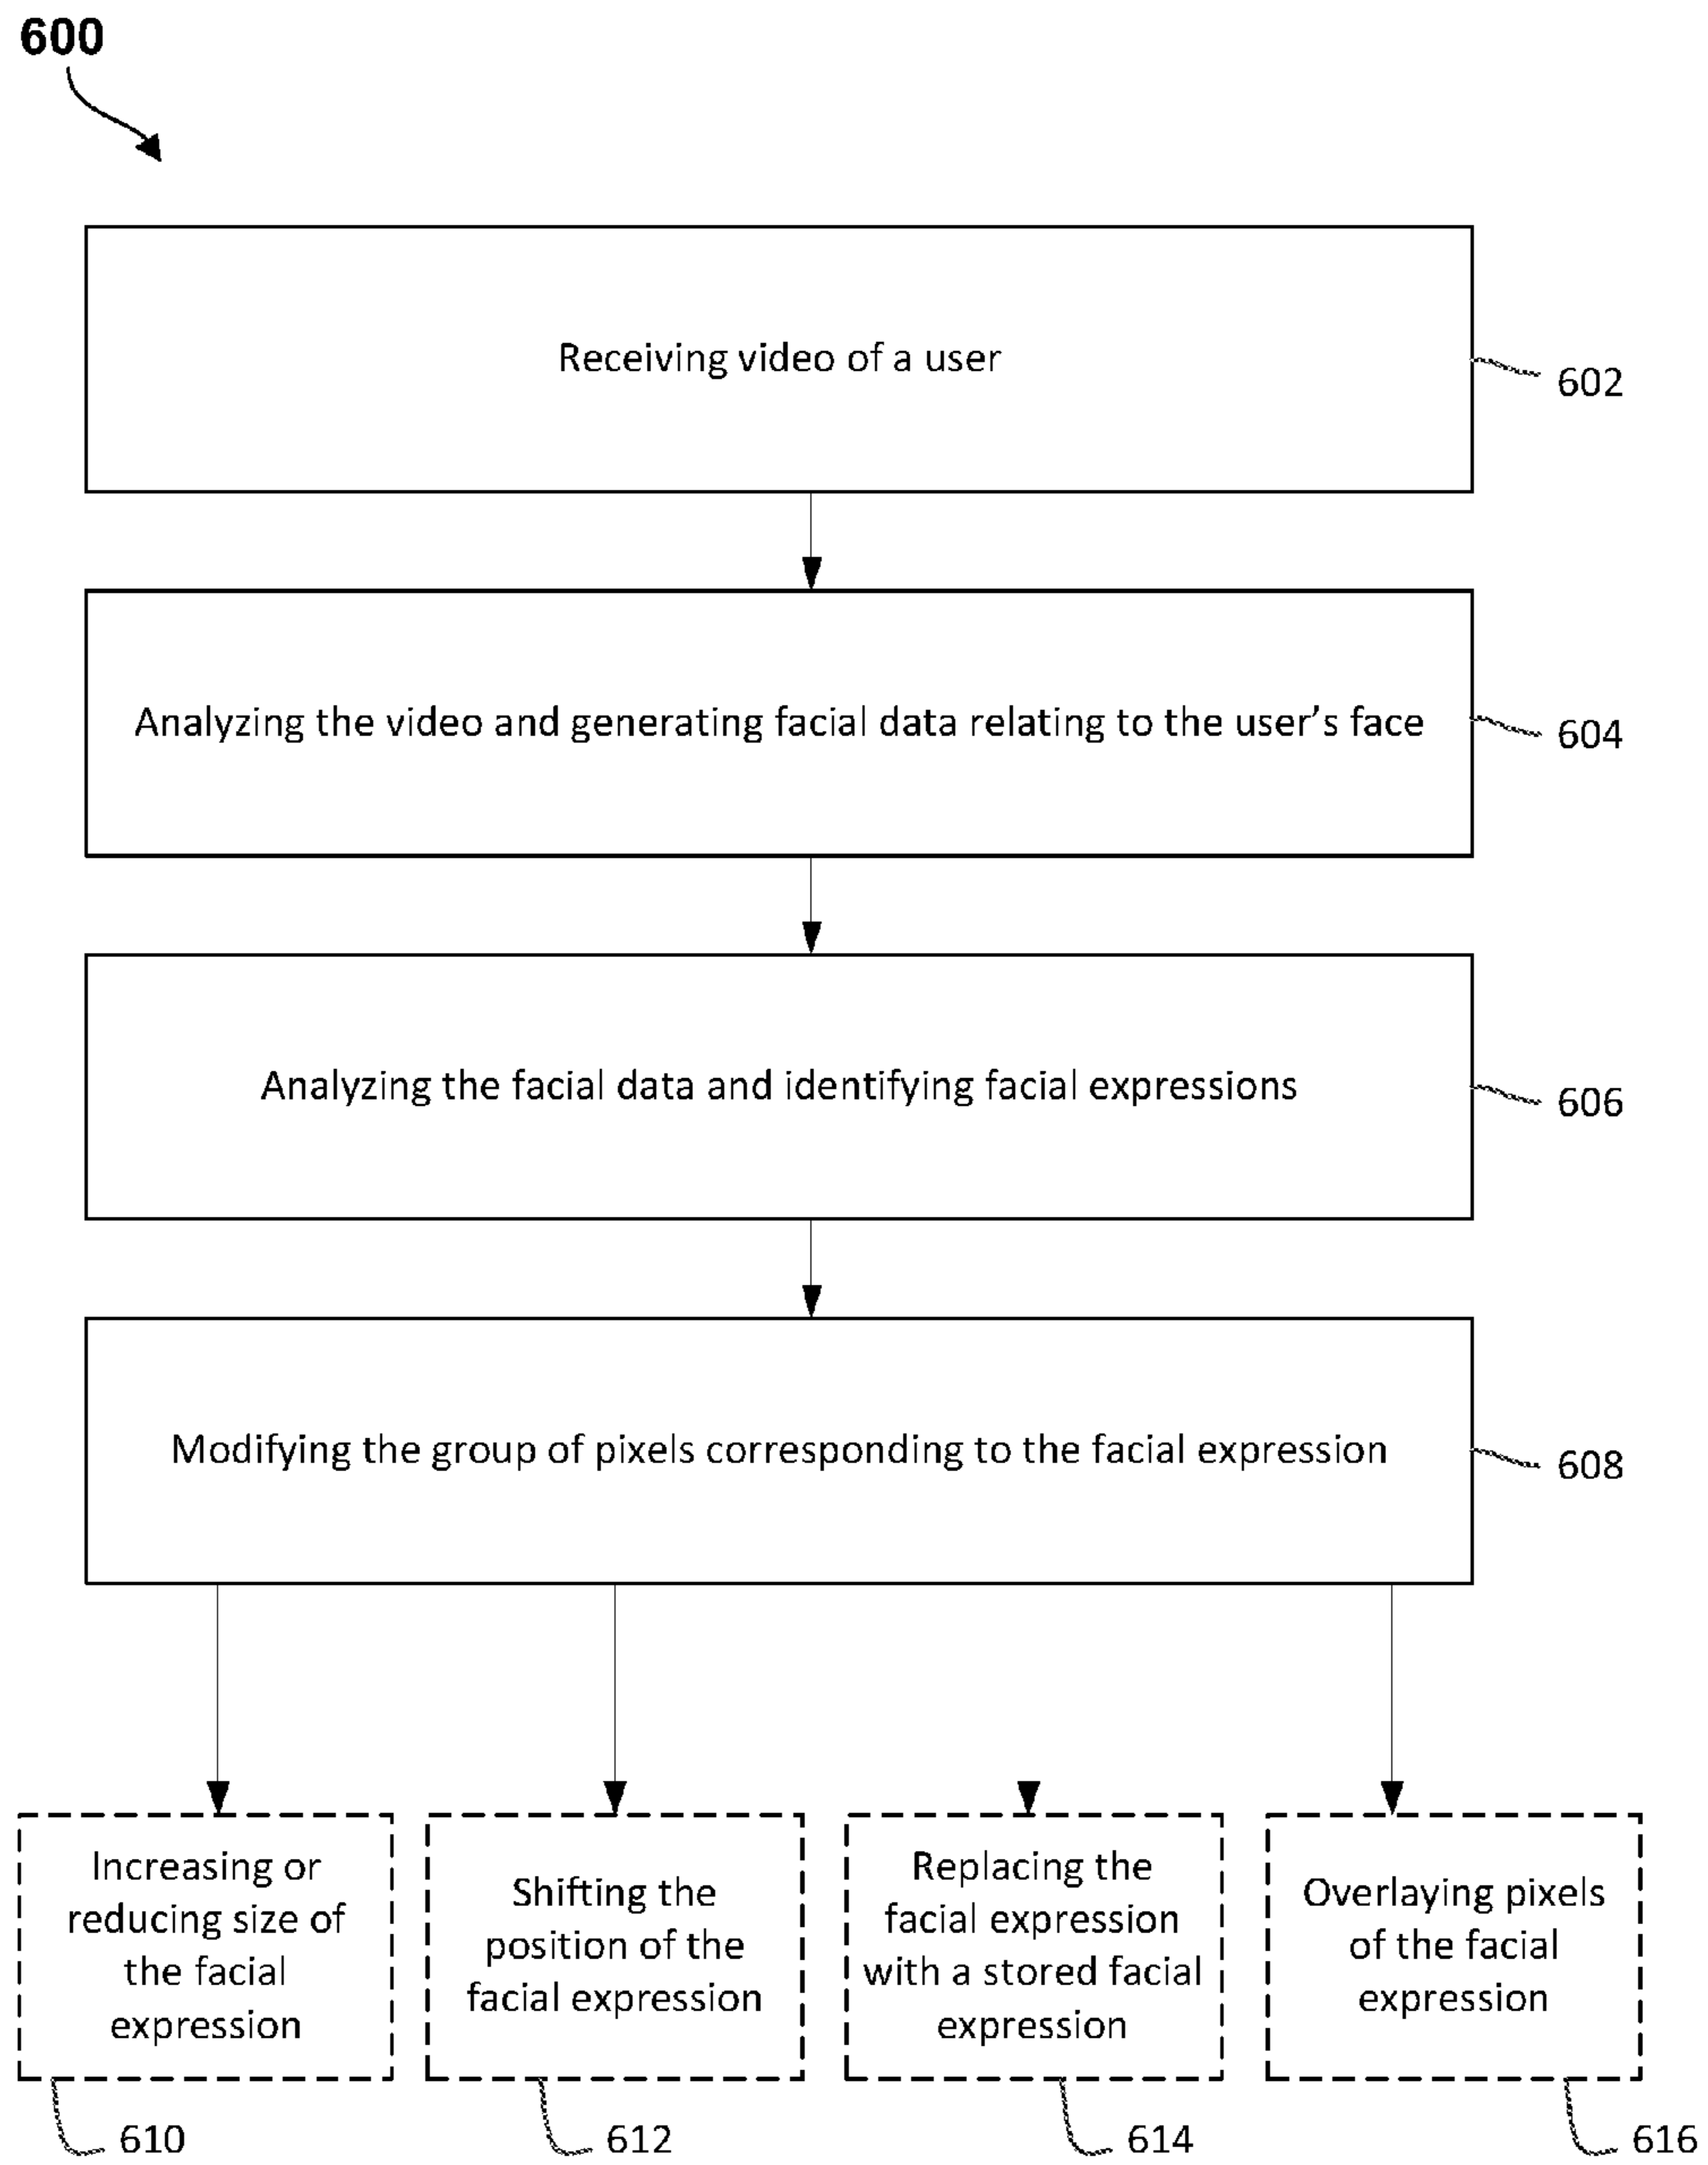 600
Receiving video of a user
602
Analyzing the video and generating facial data relating to the user's face
604
Analyzing the facial data and identifying facial expressions
606
Modifying the group of pixels corresponding to the facial expression
608
Increasing or
reducing size of
the facial
expression
610
Shifting the
position of the
facial expression
612
Replacing the
facial expression
with a stored facial
expression
614
Overlaying pixels
of the facial
expression
616